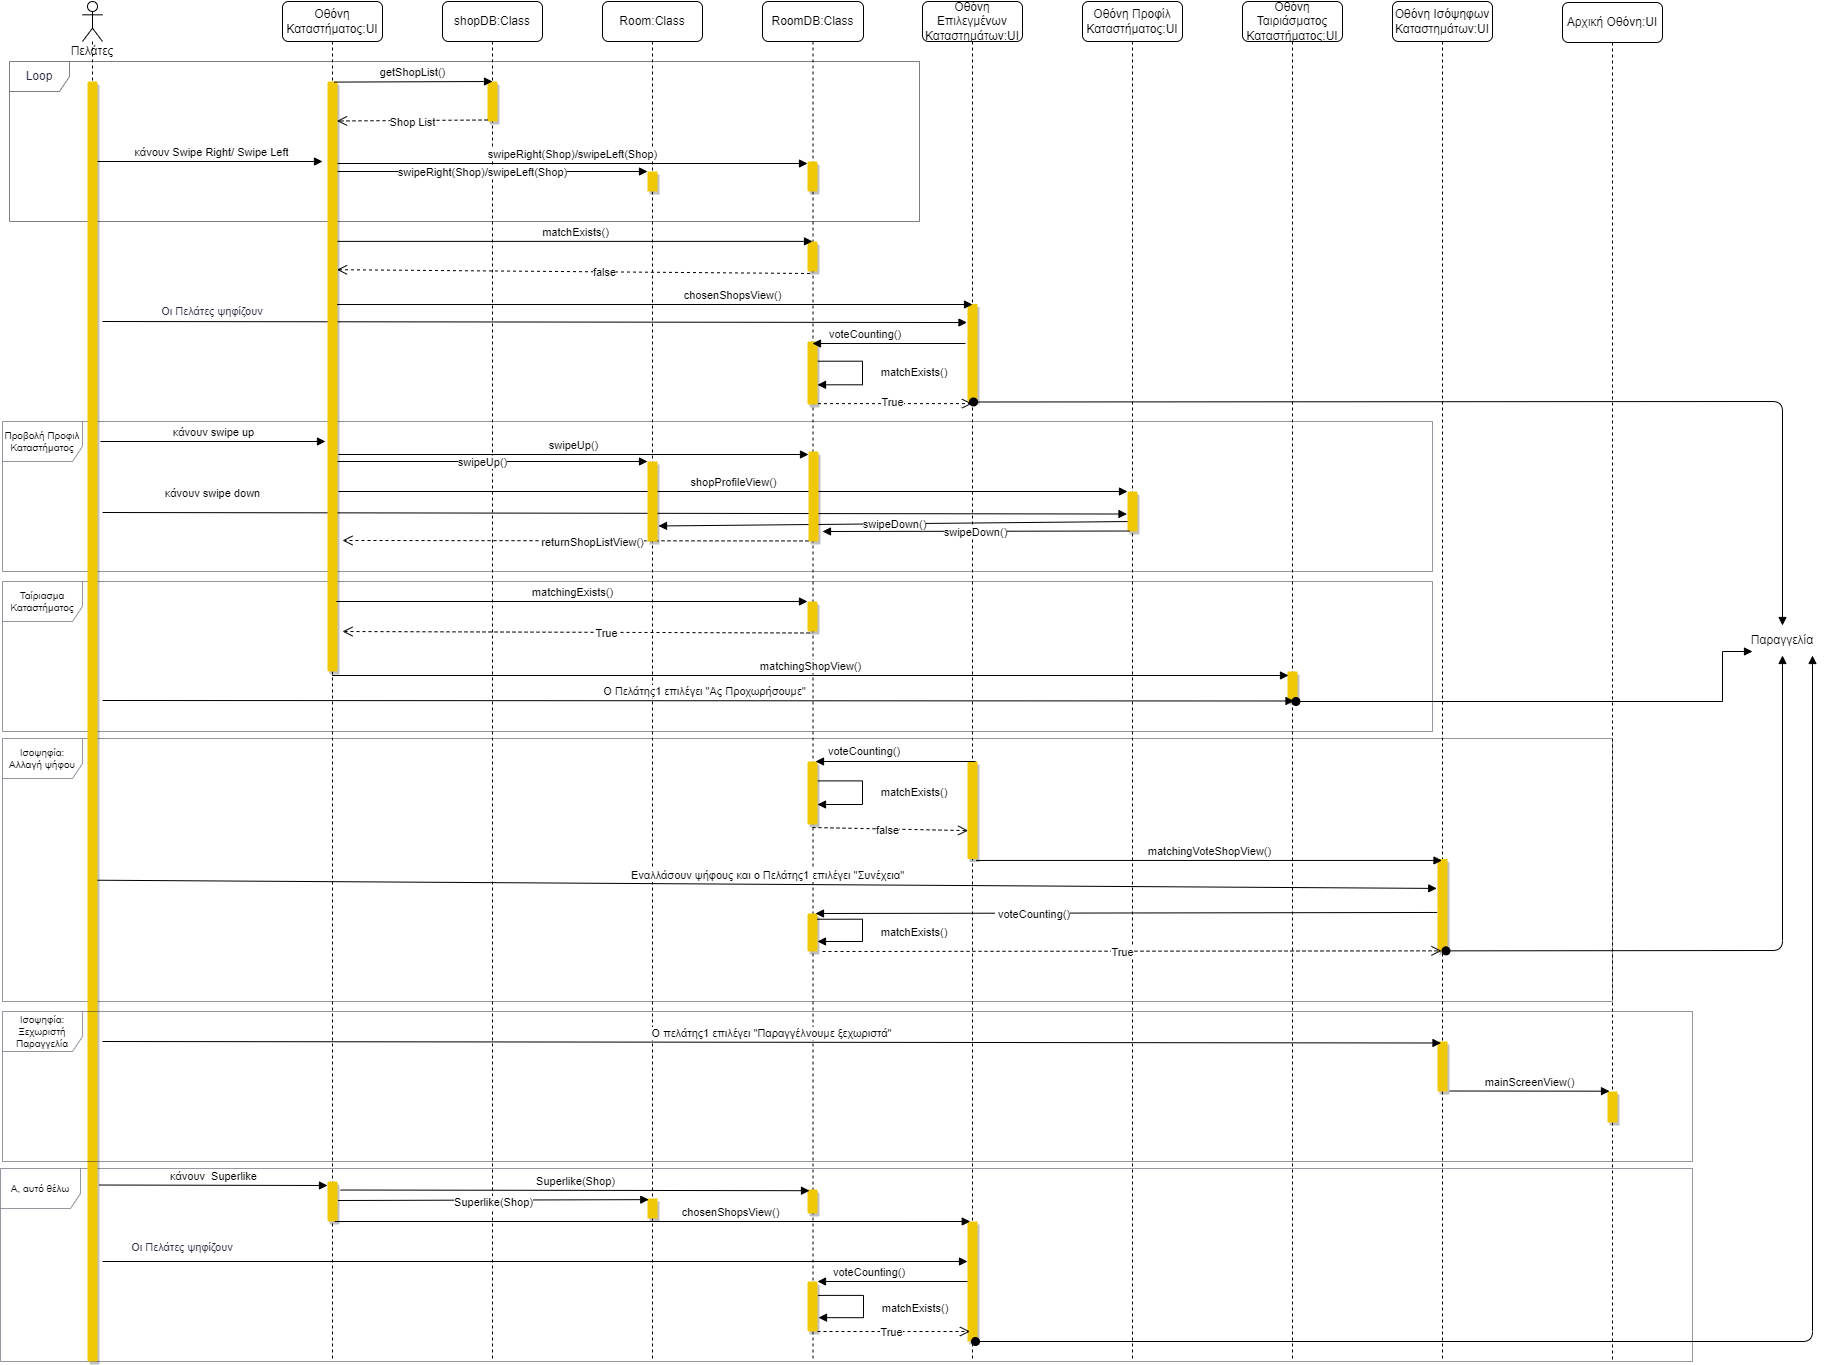 Πελάτες
Οθόνη
Καταστήματος:UI
shopDB:Class
Room:Class
RoomDB:Class
Οθόνη
Επιλεγμένων
Καταστημάτων:UI
Οθόνη Προφίλ
Καταστήματος:UI
Οθόνη
Ταιριάσματος
Καταστήματος:UI
Οθόνη Ισόψηφων
Καταστημάτων:UI
Αρχική Οθόνη:UI
Loop
getShopList()
Shop List
κάνουν Swipe Right/ Swipe Left
swipeRight(Shop)/swipeLeft(Shop)
swipeRight(Shop)/swipeLeft(Shop)
matchExists()
false
chosenShopsView()
Οι Πελάτες ψηφίζουν
voteCounting()
matchExists()
True
Προβολή Προφιλ
Καταστήματος
κάνουν swipe up
swipeUp()
swipeUp()
shopProfileView()
κάνουν swipe down
swipeDown()
swipeDown()
returnShopListView()
Ταίριασμα
Καταστήματος
matchingExists()
True
Παραγγελία
matchingShopView()
Ο Πελάτης1 επιλέγει "Ας Προχωρήσουμε"
Ισοψηφία:
Αλλαγή ψήφου
voteCounting()
matchExists()
false
matchingVoteShopView()
Εναλλάσουν ψήφους και ο Πελάτης1 επιλέγει "Συνέχεια"
voteCounting()
matchExists()
True
Ισοψηφία:
Ξεχωριστή
Παραγγελία
Ο πελάτης1 επιλέγει "Παραγγέλνουμε ξεχωριστά"
mainScreenView()
Α, αυτό θέλω
κάνουν  Superlike
Superlike(Shop)
Superlike(Shop)
chosenShopsView()
Οι Πελάτες ψηφίζουν
voteCounting()
matchExists()
True